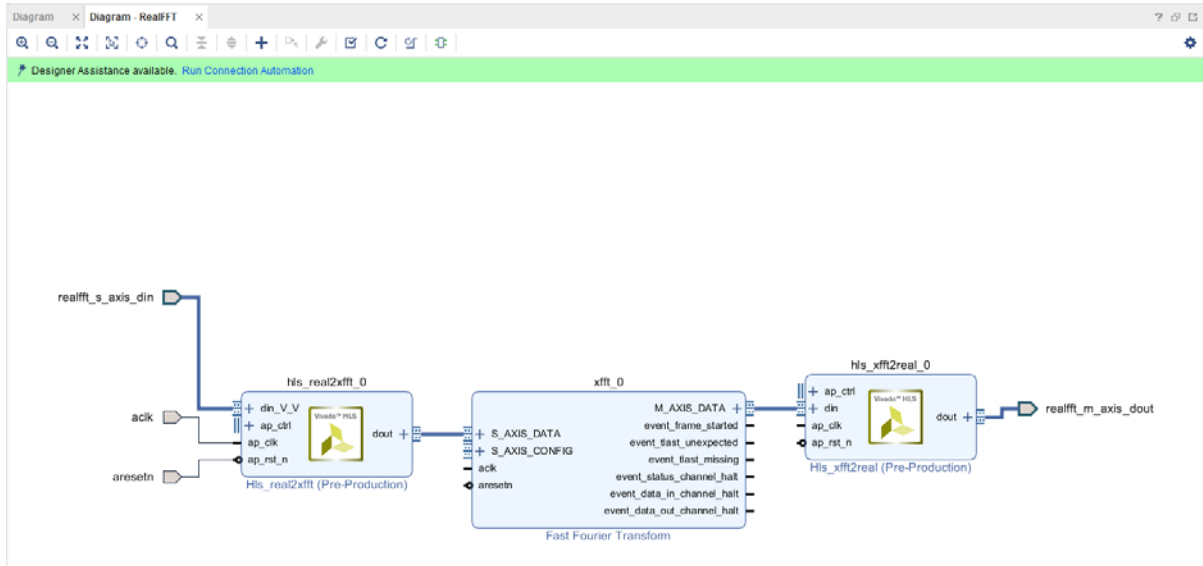 Diagram × Diagram - RealFFT ×
?
Designer Assistance available. Run Connection Automation
realfft_s_axis_din
aclk
aresetn
hls_real2xfft_0
din_V_V
ap_ctrl
ap_clk
ap_rst_n
dout
Vivado™ HLS
Hls_real2xfft (Pre-Production)
xfft_0
S_AXIS_DATA
S_AXIS_CONFIG
aclk
aresetn
M_AXIS_DATA
event_frame_started
event_tlast_unexpected
event_tlast_missing
event_status_channel_halt
event_data_in_channel_halt
event_data_out_channel_halt
Fast Fourier Transform
hls_xfft2real_0
ap_ctrl
din
ap_clk
ap_rst_n
Vivado™ HLS
dout
Hls_xfft2real (Pre-Production)
realfft_m_axis_dout